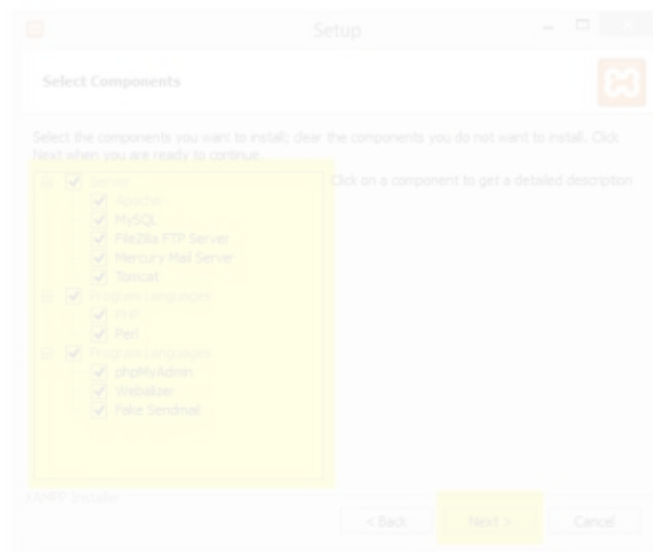 Setup
Select Components
Select the components you want to install; clear the components you do not want to install. Click
Next when you are ready to continue.
Server
Click on a component to get a detailed description
Apache
MySQL
FileZilla FTP Server
Mercury Mail Server
Tomcat
Program Languages
PHP
Perl
Program Languages
phpMyAdmin
Webalizer
Fake Sendmail
XAMPP Installer
< Back
Next >
Cancel